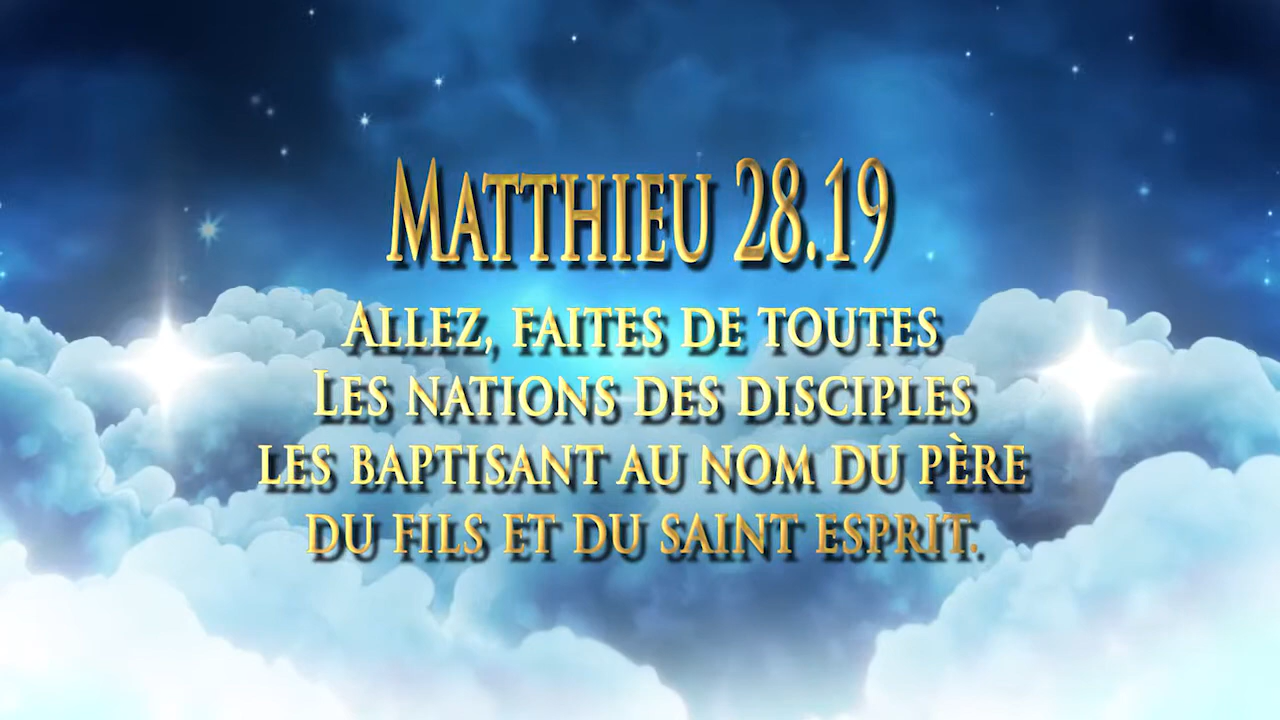 MATTHIEU 28.19
ALLEZ, FAITES DE TOUTES
LES NATIONS DES DISCIPLES
LES BAPTISANT AU NOM DU PÈRE
DU FILS ET DU SAINT ESPRIT.